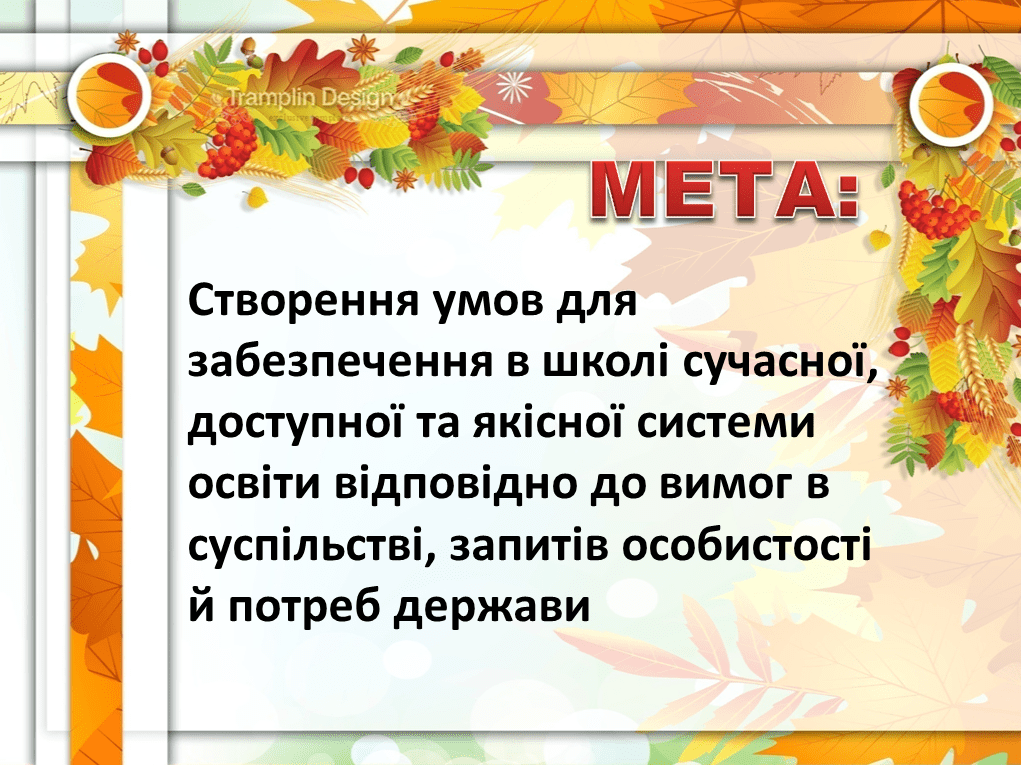 Tramplin Design
МЕТА:
Створення умов для
забезпечення в школі сучасної,
доступної та якісної системи
освіти відповідно до вимог в
суспільстві, запитів особистості
й потреб держави